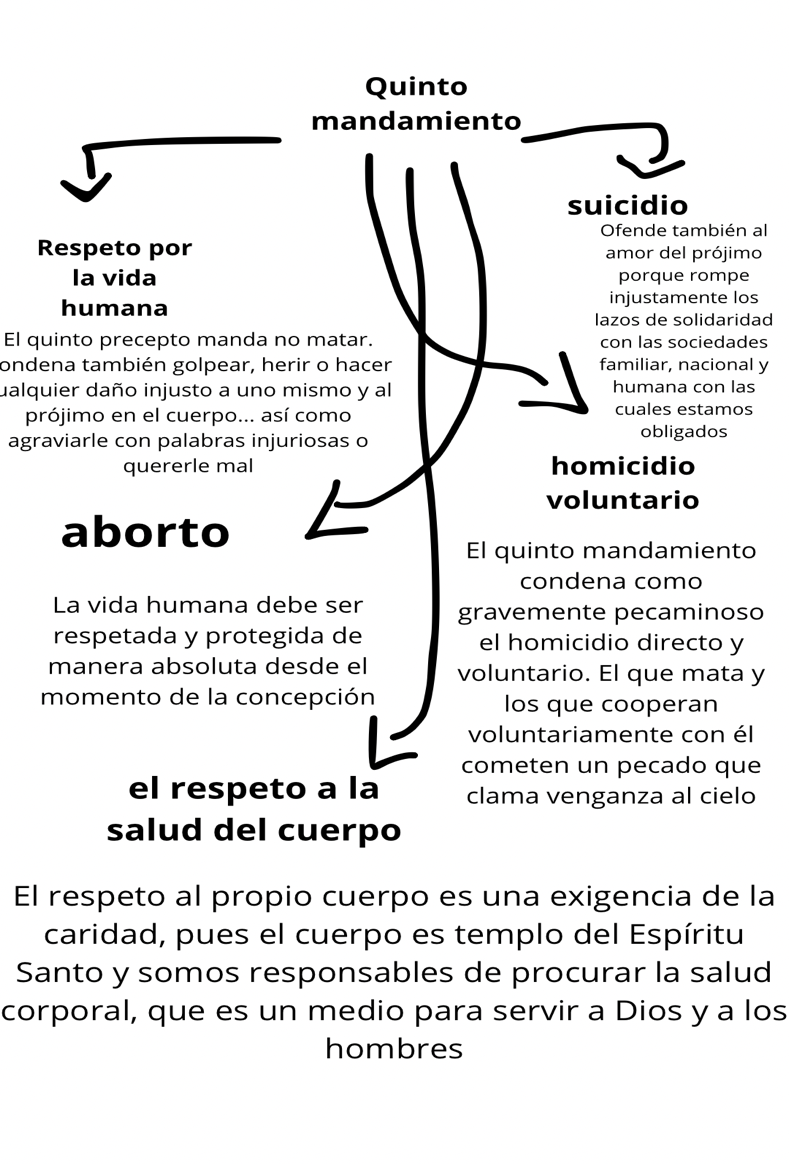 Quinto
mandamiento
Respeto por
la vida
humana
El quinto precepto manda no matar.
ondena también golpear, herir o hacer
ualquier daño injusto a uno mismo y al
prójimo en el cuerpo... así como
agraviarle con palabras injuriosas o
quererle mal
suicidio
Ofende también al
amor del prójimo
porque rompe
injustamente los
lazos de solidaridad
con las sociedades
familiar, nacional y
humana con las
cuales estamos
obligados
aborto
La vida humana debe ser
respetada y protegida de
manera absoluta desde el
momento de la concepción
homicidio
voluntario
El quinto mandamiento
condena como
gravemente pecaminoso
el homicidio directo y
voluntario. El que mata y
los que cooperan
voluntariamente con él
cometen un pecado que
clama venganza al cielo
el respeto a la
salud del cuerpo
El respeto al propio cuerpo es una exigencia de la
caridad, pues el cuerpo es templo del Espíritu
Santo y somos responsables de procurar la salud
corporal, que es un medio para servir a Dios y a los
hombres